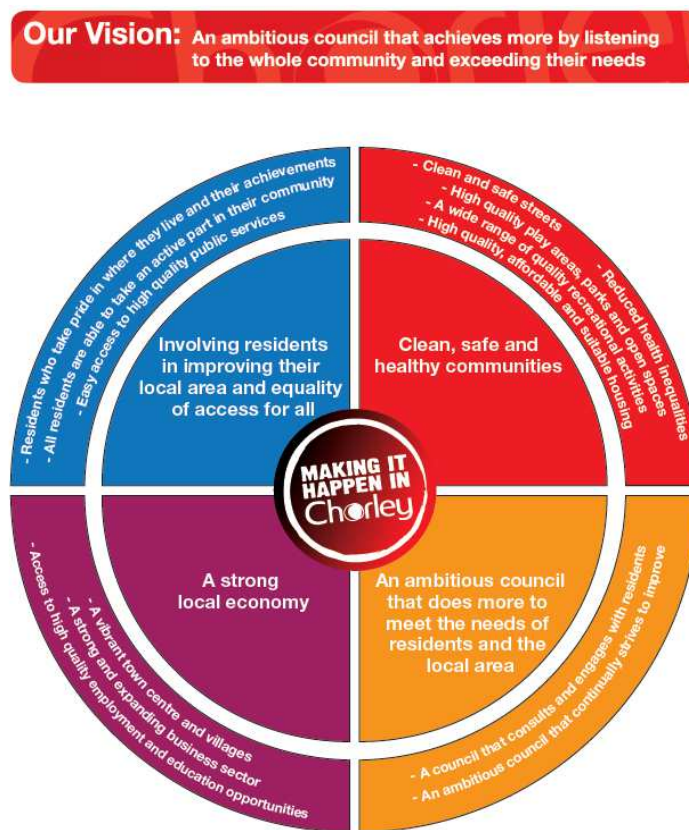 Our Vision: An ambitious council that achieves more by listening
to the whole community and exceeding their needs
- Residents who take pride in where they live and their achievements
- All residents are able to take an active part in their community
- Easy access to high quality public services
Involving residents
in improving their
local area and equality
of access for all
- Reduced health inequalities
- Clean and safe streets
- High quality play areas, parks and open spaces
- A wide range of quality recreational activities
- High quality, affordable and suitable housing
Clean, safe and
healthy communities
MAKING IT
HAPPEN IN
Chorley
A strong
local economy
- A vibrant town centre and villages
- A strong and expanding business sector
- Access to high quality employment and education opportunities
An ambitious council
that does more to
meet the needs of
residents and the
local area
- A council that consults and engages with residents
- An ambitious council that continually strives to improve